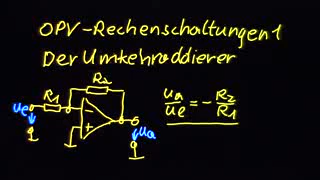 OPV-Rechenschaltungen 1
Der Umkehraddierer
R2
R1
ue
-
+
ua
ua/ue = - R2/R1